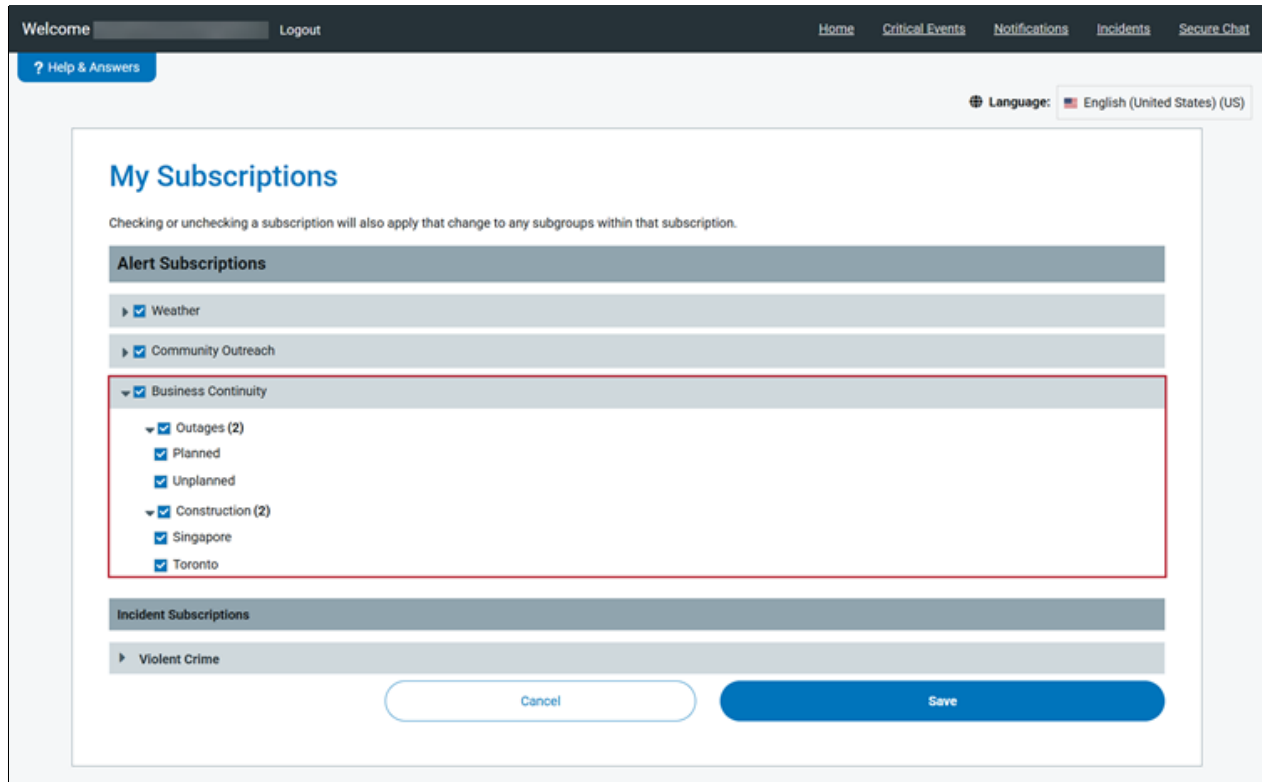 Welcome Logout Home Critical Events Notifications Incidents Secure Chat
? Help & Answers
Language: English (United States) (US)
My Subscriptions
Checking or unchecking a subscription will also apply that change to any subgroups within that subscription.
Alert Subscriptions
Weather
Community Outreach
Business Continuity
Outages (2)
Planned
Unplanned
Construction (2)
Singapore
Toronto
Incident Subscriptions
Violent Crime
Cancel Save